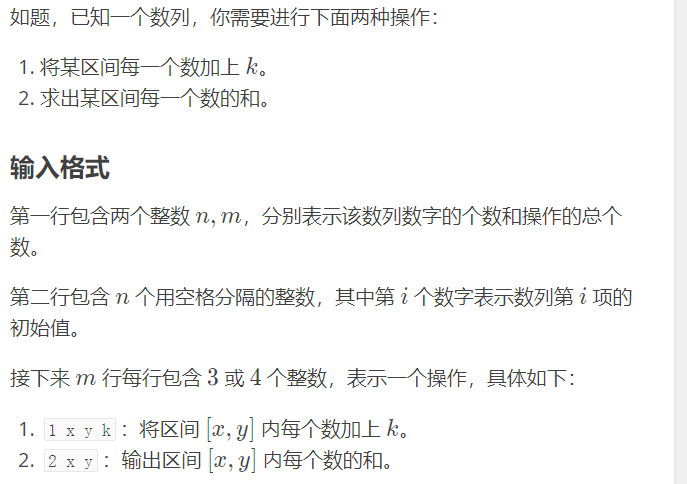 如题，已知一个数列，你需要进行下面两种操作：
1. 将某区间每一个数加上 k。
2. 求出某区间每一个数的和。
输入格式
第一行包含两个整数 n, m，分别表示该数列数字的个数和操作的总个
数。
第二行包含 n 个用空格分隔的整数，其中第 i 个数字表示数列第 i 项的
初始值。
接下来 m 行每行包含 3 或 4 个整数，表示一个操作，具体如下：
1. 1 x y k ：将区间 [x, y] 内每个数加上 k。
2. 2 x y ：输出区间 [x, y] 内每个数的和。